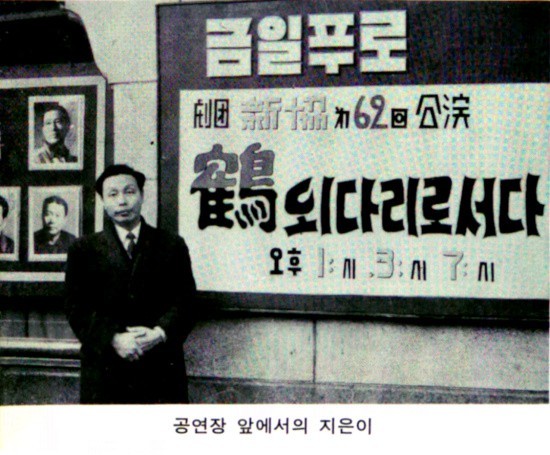 금일푸로
劇団 新協 第62回 公演
鶴 외다리로서다
오후 1:시 .3:시 7:시
공연장 앞에서의 지은이